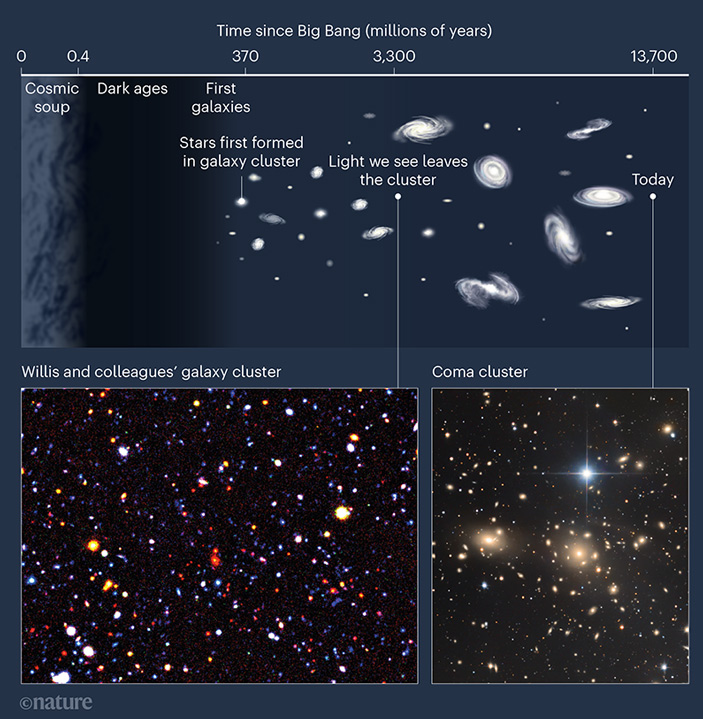 Time since Big Bang (millions of years)
0 0.4 370 3,300 13,700
Cosmic
soup
Dark ages
First
galaxies
Stars first formed
in galaxy cluster
Light we see leaves
the cluster
Today
Willis and colleagues’ galaxy cluster
Coma cluster
©nature